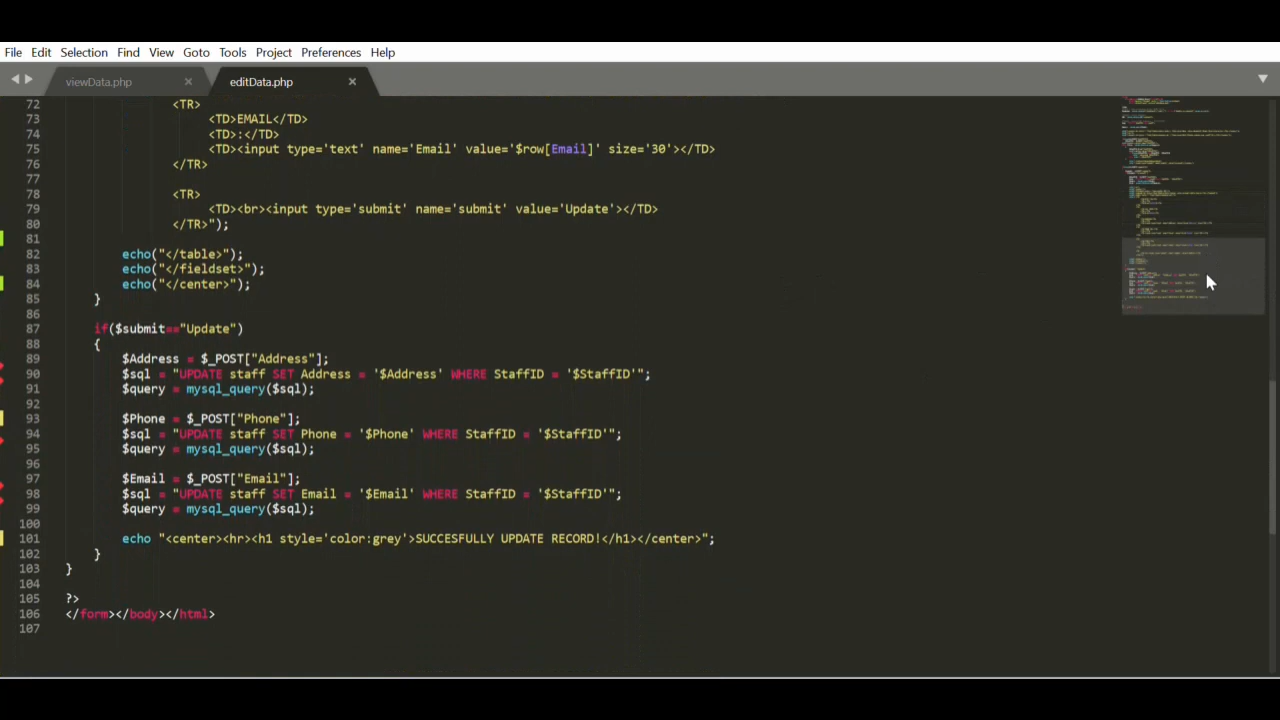 File Edit Selection Find View Goto Tools Project Preferences Help
viewData.php × editData.php ×
72 <TR>
73 <TD>EMAIL</TD>
74 <TD>:</TD>
75 <TD><input type='text' name='Email' value='$row[Email]' size='30'></TD>
76 </TR>
77
78 <TR>
79 <TD><br><input type='submit' name='submit' value='Update'></TD>
80 </TR>");
81
82 echo("</table>");
83 echo("</fieldset>");
84 echo("</center>");
85 }
86
87 if($submit=="Update")
88 {
89 $Address = $_POST["Address"];
90 $sql = "UPDATE staff SET Address = '$Address' WHERE StaffID = '$StaffID'";
91 $query = mysql_query($sql);
92
93 $Phone = $_POST["Phone"];
94 $sql = "UPDATE staff SET Phone = '$Phone' WHERE StaffID = '$StaffID'";
95 $query = mysql_query($sql);
96
97 $Email = $_POST["Email"];
98 $sql = "UPDATE staff SET Email = '$Email' WHERE StaffID = '$StaffID'";
99 $query = mysql_query($sql);
100
101 echo "<center><hr><h1 style='color:grey'>SUCCESFULLY UPDATE RECORD!</h1></center>";
102 }
103 }
104
105 ?>
106 </form></body></html>
107